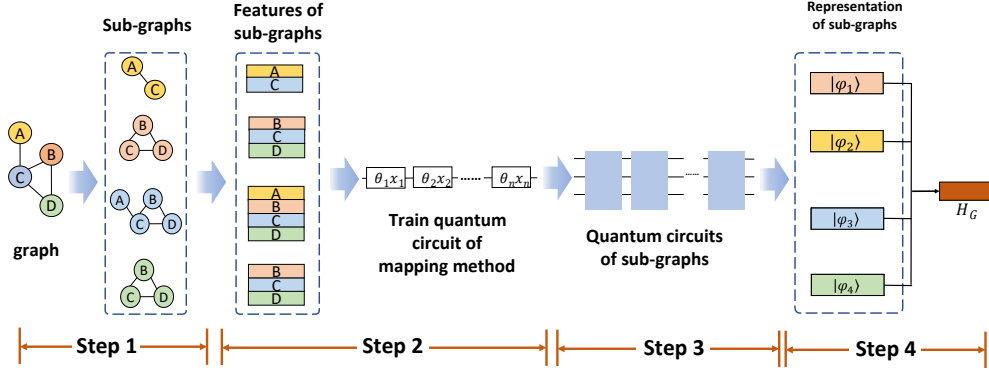 Sub-graphs
Features of
sub-graphs
Representation
of sub-graphs
A
C
B
C
D
A
B
C
D
B
C
D
A
B
C
D
graph
A
C
B
C
D
A
B
C
D
B
C
D
θ₁x₁
θ₂x₂
......
θₙxₙ
Train quantum
circuit of
mapping method
......
Quantum circuits
of sub-graphs
|φ₁⟩
|φ₂⟩
|φ₃⟩
|φ₄⟩
H_G
Step 1
Step 2
Step 3
Step 4